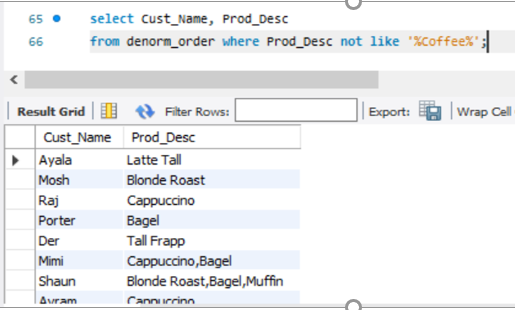 65 select Cust_Name, Prod_Desc
66 from denorm_order where Prod_Desc not like '%Coffee%';
Result Grid Filter Rows: Export: Wrap Cell
Cust_Name Prod_Desc
Ayala Latte Tall
Mosh Blonde Roast
Raj Cappuccino
Porter Bagel
Der Tall Frapp
Mimi Cappuccino,Bagel
Shaun Blonde Roast,Bagel,Muffin
Avram Cappuccino